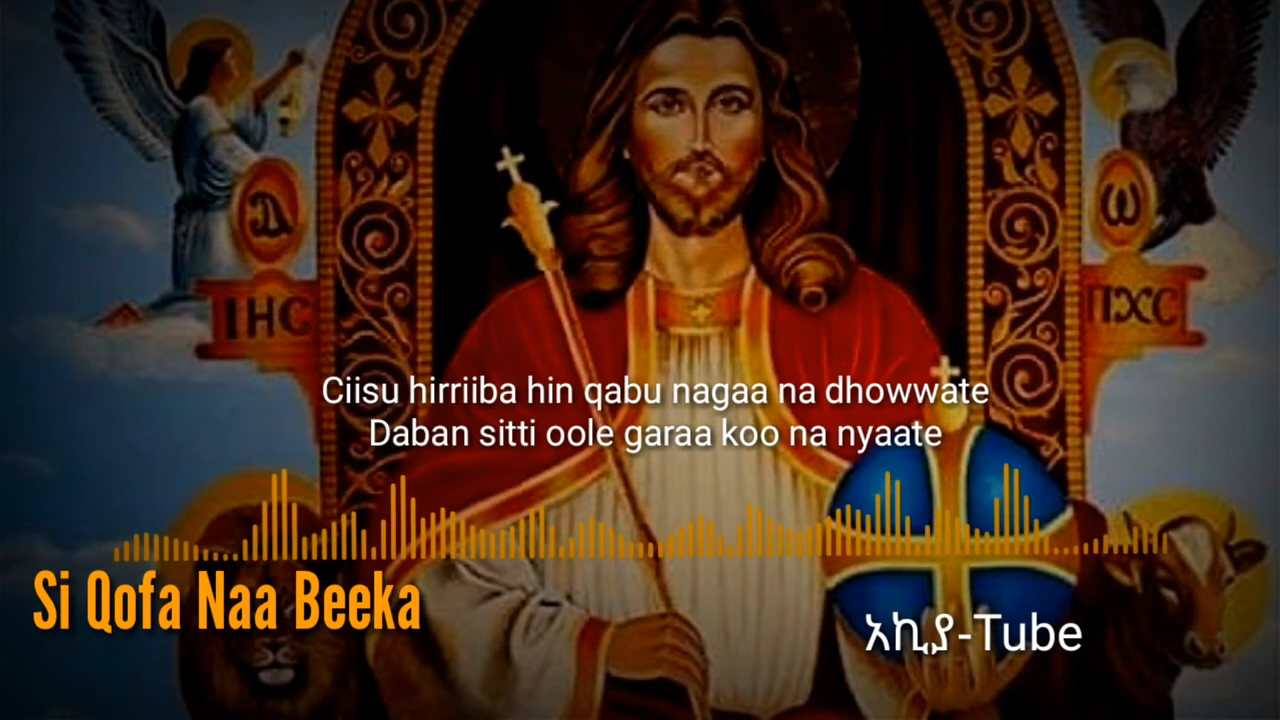 ⲁ
ⲱ
IHC
ПХС
Ciisu hirriiba hin qabu nagaa na dhowwate
Daban sitti oole garaa koo na nyaate
Si Qofa Naa Beeka
አኪያ-Tube